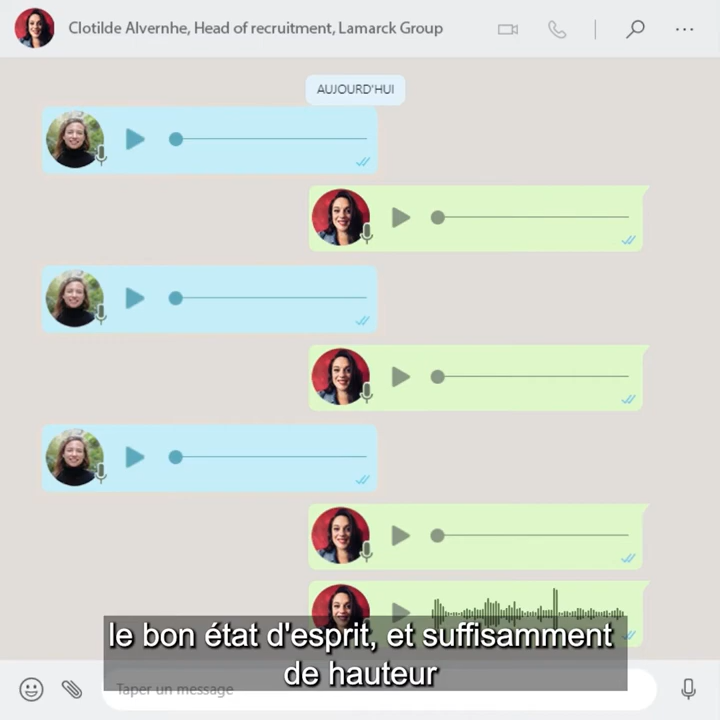 Clotilde Alvernhe, Head of recruitment, Lamarck Group
AUJOURD'HUI
le bon état d'esprit, et suffisamment
de hauteur
Taper un message